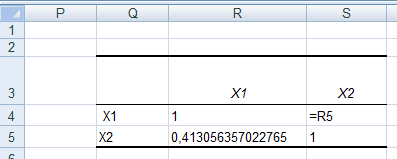 P Q R S
1
2
3 X1 X2
4 X1 1 =R5
5 X2 0,413056357022765 1